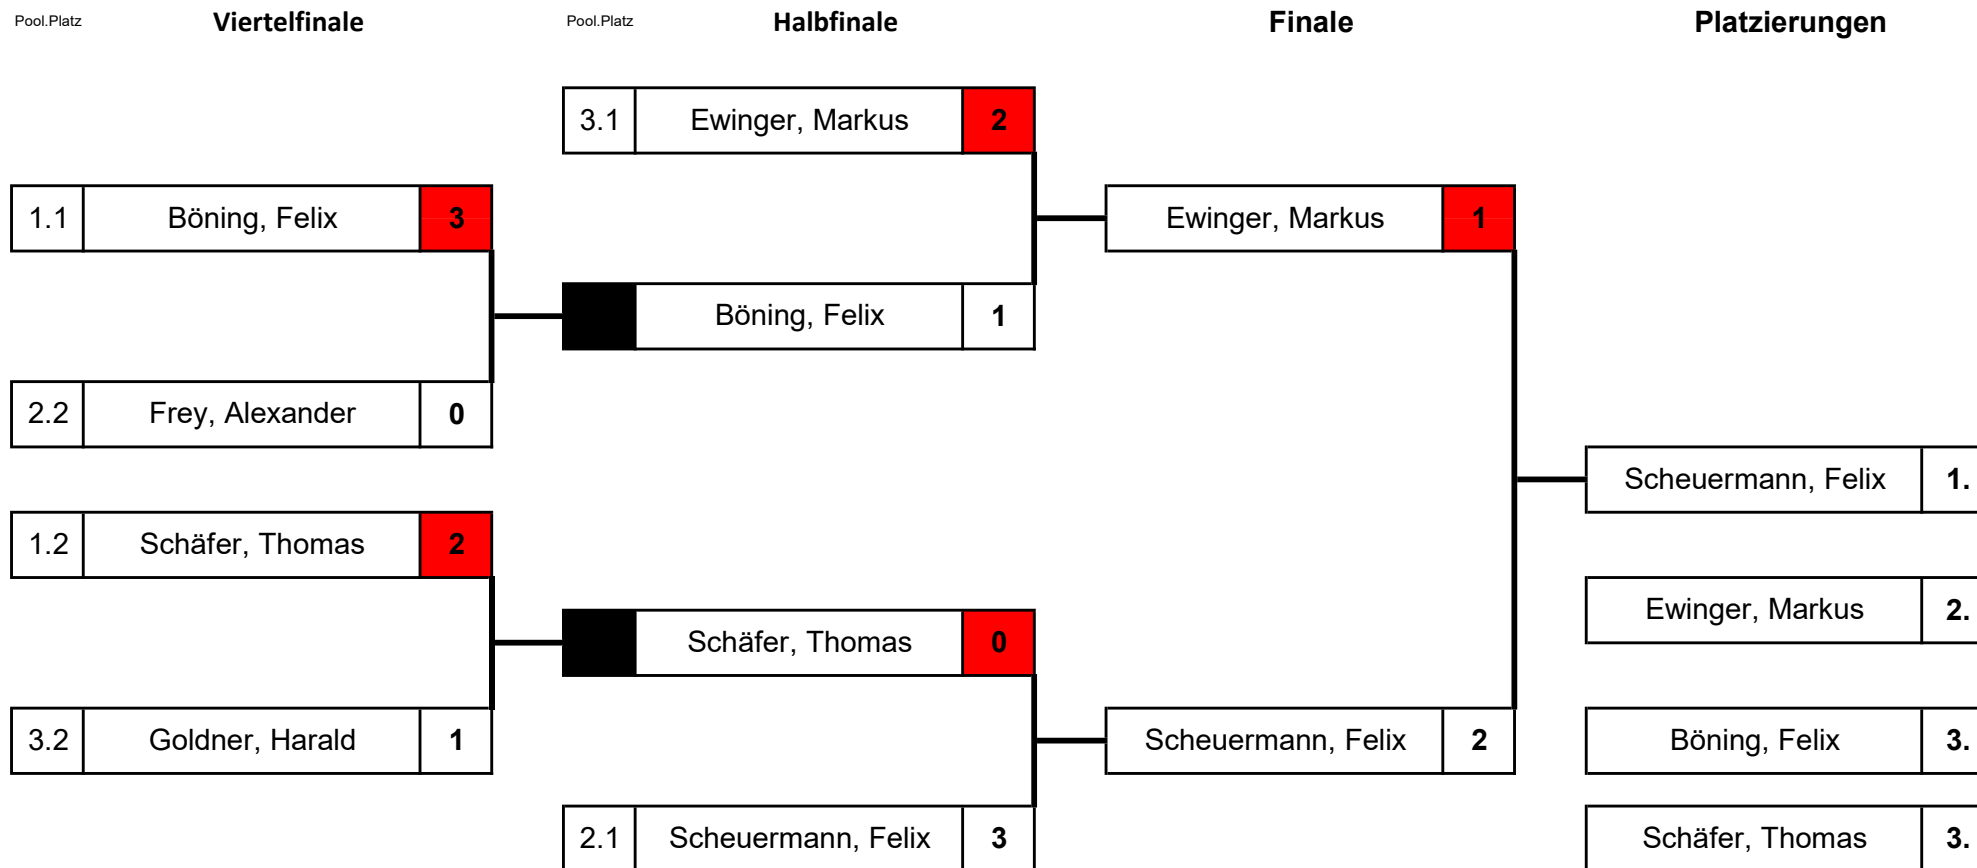 Pool.Platz Viertelfinale Pool.Platz Halbfinale Finale Platzierungen
3.1 Ewinger, Markus 2
1.1 Böning, Felix 3
Ewinger, Markus 1
Böning, Felix 1
2.2 Frey, Alexander 0
Scheuermann, Felix 1.
1.2 Schäfer, Thomas 2
Ewinger, Markus 2.
Schäfer, Thomas 0
3.2 Goldner, Harald 1
Scheuermann, Felix 2
Böning, Felix 3.
2.1 Scheuermann, Felix 3
Schäfer, Thomas 3.